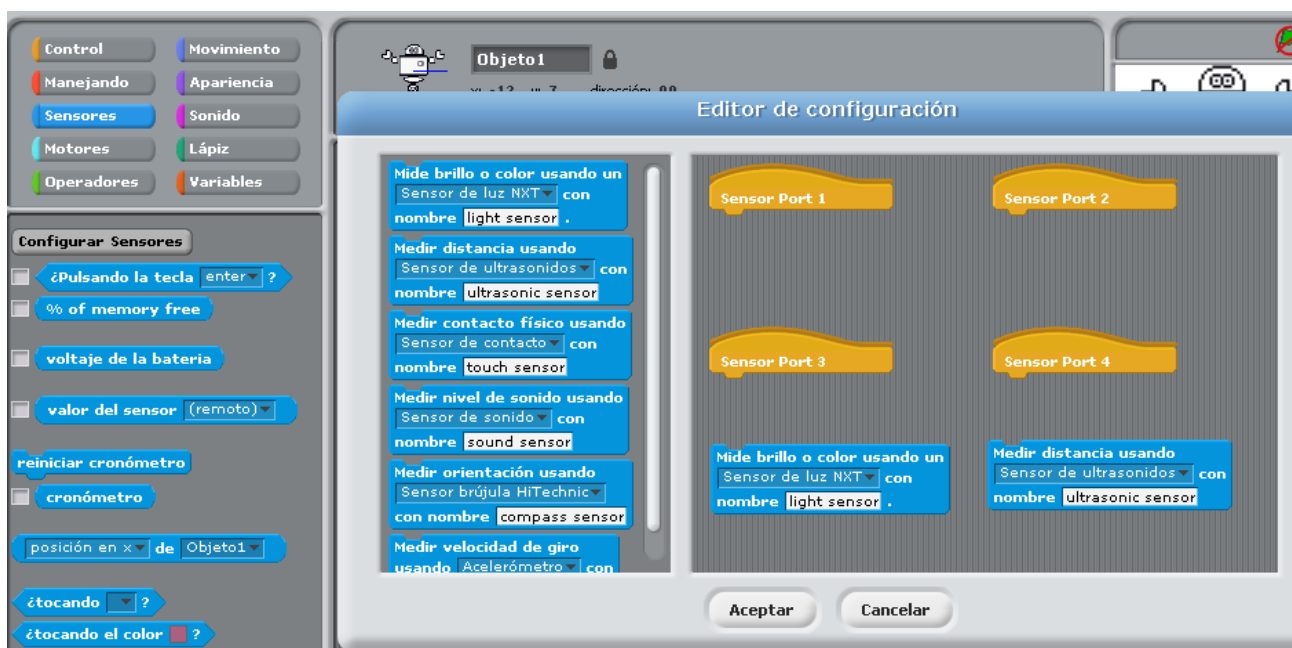 Control
Movimiento
Manejando
Apariencia
Sensores
Sonido
Motores
Lápiz
Operadores
Variables
Configurar Sensores
¿Pulsando la tecla enter ?
% of memory free
voltaje de la bateria
valor del sensor (remoto)
reiniciar cronómetro
cronómetro
posición en x de Objeto1
¿tocando ?
¿tocando el color ?
Objeto1
Editor de configuración
Mide brillo o color usando un
Sensor de luz NXT con
nombre light sensor .
Medir distancia usando
Sensor de ultrasonidos con
nombre ultrasonic sensor
Medir contacto físico usando
Sensor de contacto con
nombre touch sensor
Medir nivel de sonido usando
Sensor de sonido con
nombre sound sensor
Medir orientación usando
Sensor brújula HiTechnic
con nombre compass sensor
Medir velocidad de giro
usando Acelerómetro con
Sensor Port 1
Sensor Port 2
Sensor Port 3
Sensor Port 4
Mide brillo o color usando un
Sensor de luz NXT con
nombre light sensor .
Medir distancia usando
Sensor de ultrasonidos con
nombre ultrasonic sensor
Aceptar
Cancelar